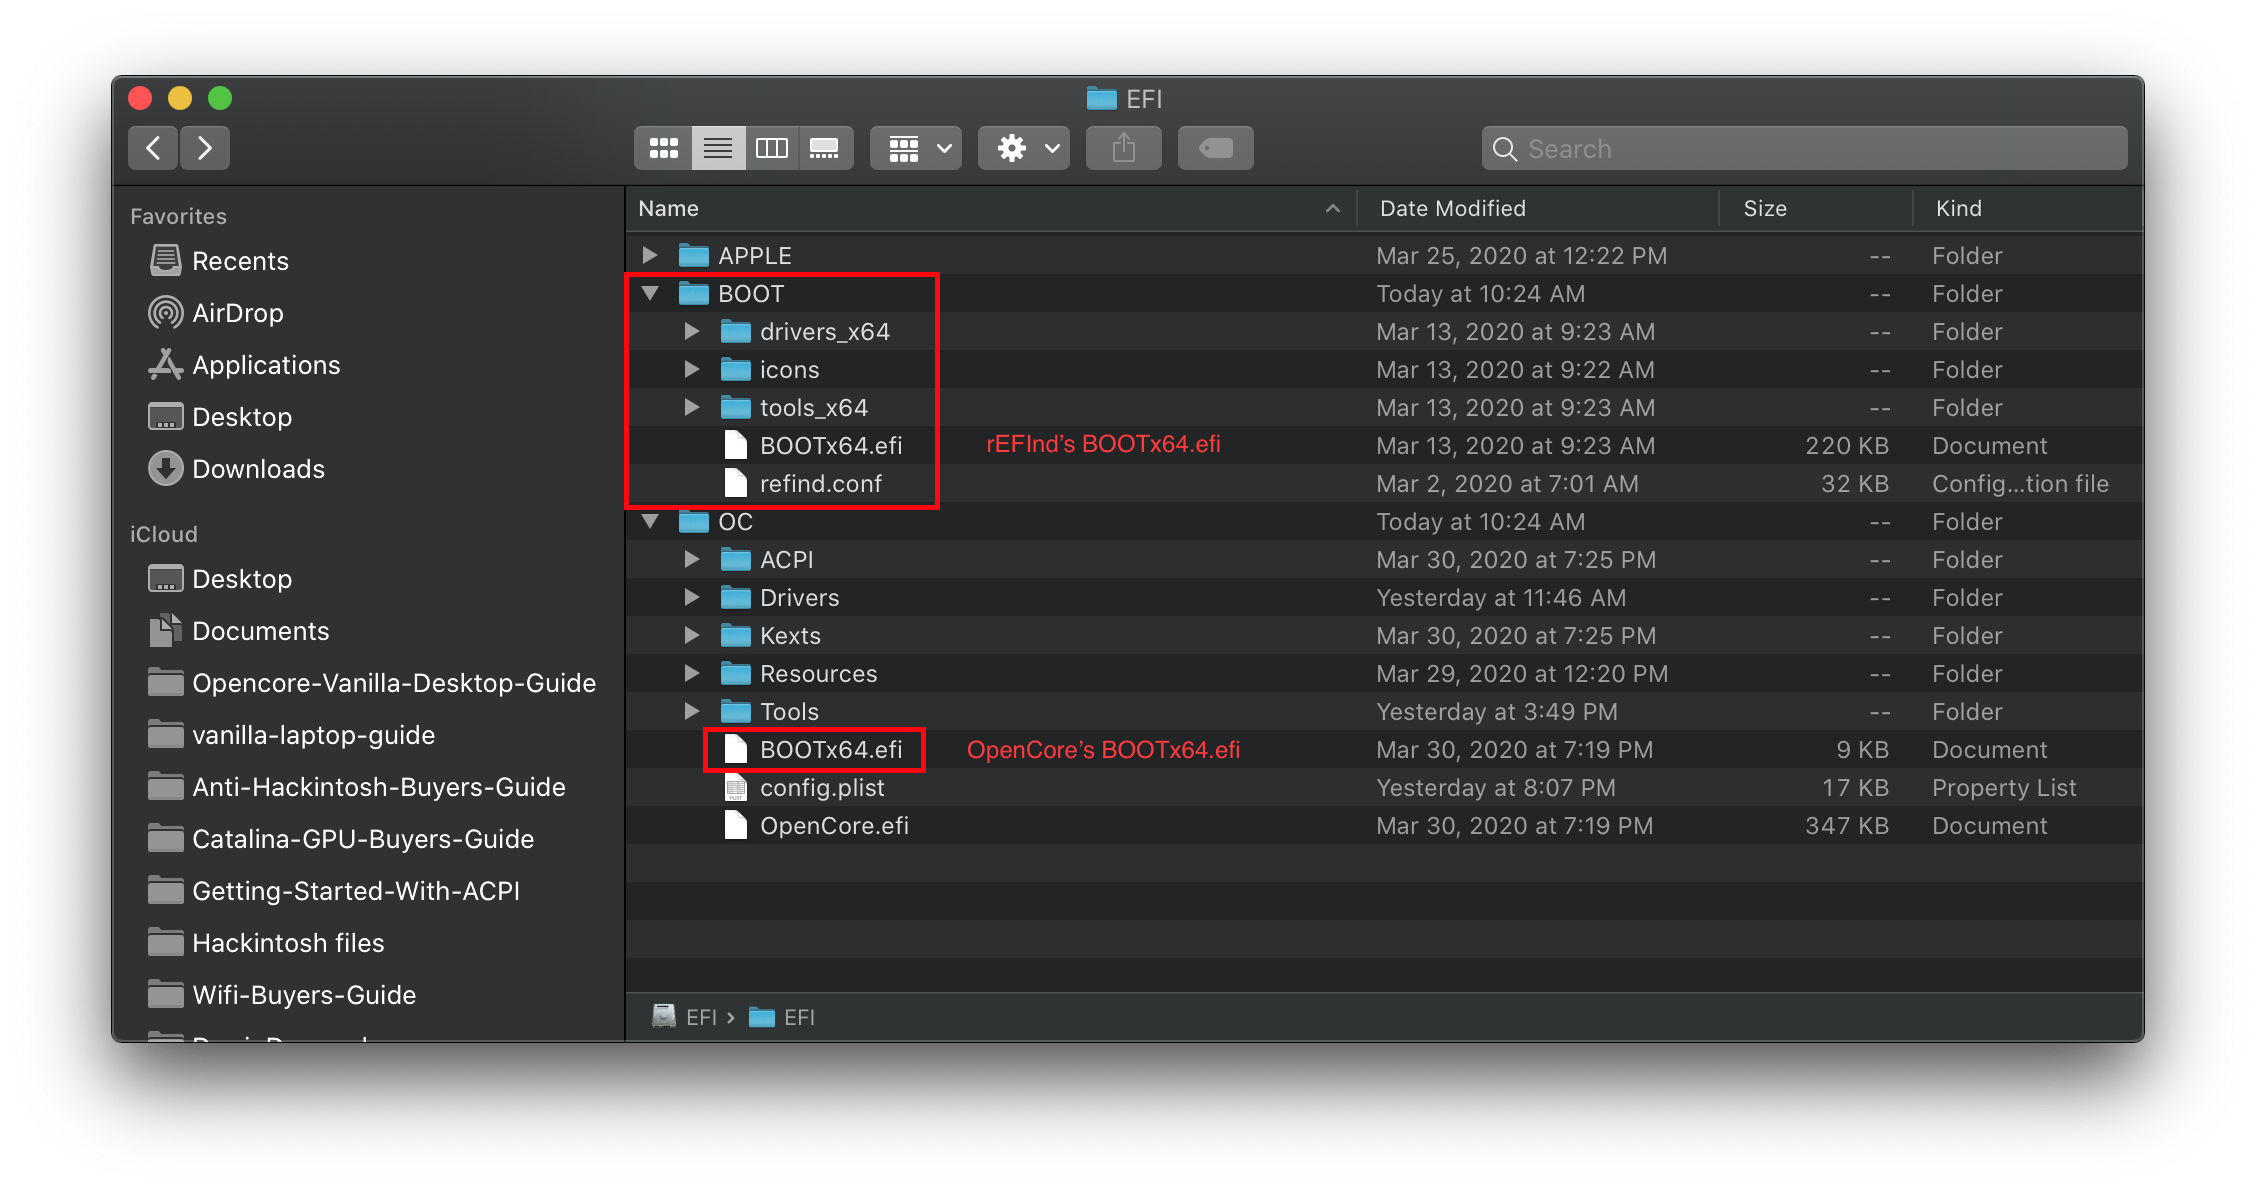 EFI
Search
Favorites
Recents
AirDrop
Applications
Desktop
Downloads
iCloud
Desktop
Documents
Opencore-Vanilla-Desktop-Guide
vanilla-laptop-guide
Anti-Hackintosh-Buyers-Guide
Catalina-GPU-Buyers-Guide
Getting-Started-With-ACPI
Hackintosh files
Wifi-Buyers-Guide
Name Date Modified Size Kind
APPLE Mar 25, 2020 at 12:22 PM -- Folder
BOOT Today at 10:24 AM -- Folder
drivers_x64 Mar 13, 2020 at 9:23 AM -- Folder
icons Mar 13, 2020 at 9:22 AM -- Folder
tools_x64 Mar 13, 2020 at 9:23 AM -- Folder
BOOTx64.efi rEFInd’s BOOTx64.efi Mar 13, 2020 at 9:23 AM 220 KB Document
refind.conf Mar 2, 2020 at 7:01 AM 32 KB Config...tion file
OC Today at 10:24 AM -- Folder
ACPI Mar 30, 2020 at 7:25 PM -- Folder
Drivers Yesterday at 11:46 AM -- Folder
Kexts Mar 30, 2020 at 7:25 PM -- Folder
Resources Mar 29, 2020 at 12:20 PM -- Folder
Tools Yesterday at 3:49 PM -- Folder
BOOTx64.efi OpenCore’s BOOTx64.efi Mar 30, 2020 at 7:19 PM 9 KB Document
config.plist Yesterday at 8:07 PM 17 KB Property List
OpenCore.efi Mar 30, 2020 at 7:19 PM 347 KB Document
EFI › EFI